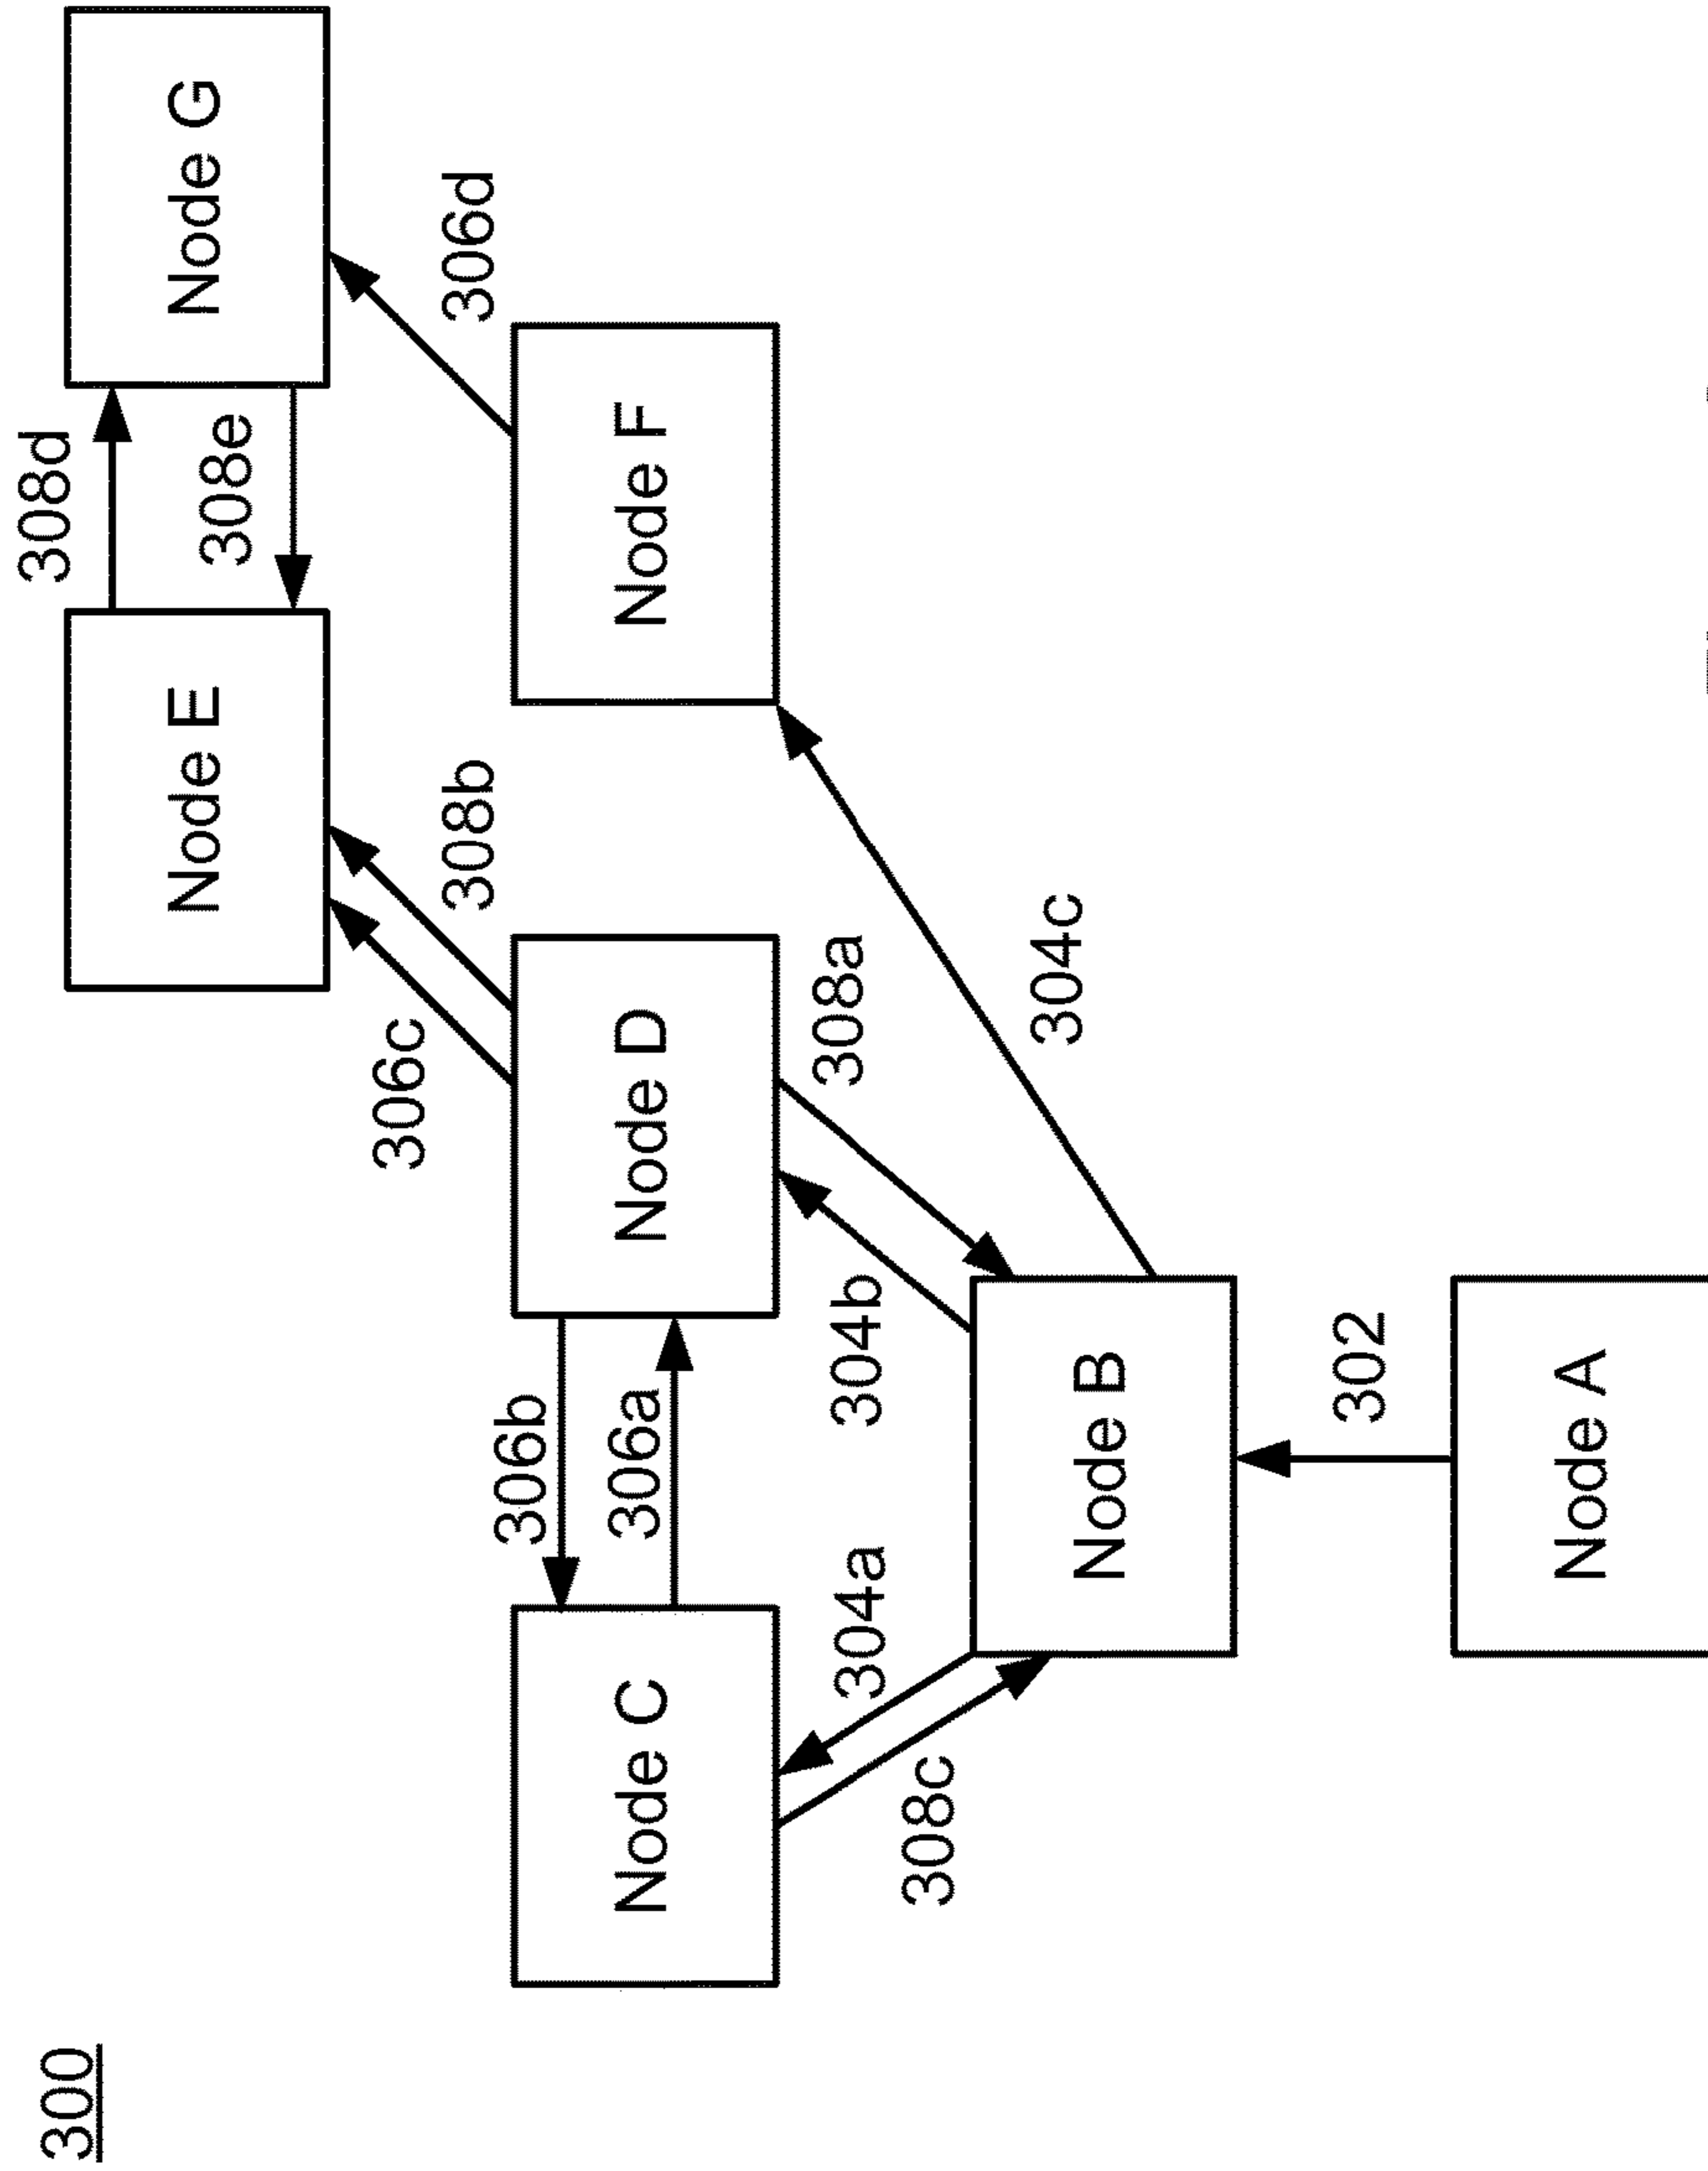 300
Node C
308c
304a
306b
306a
Node B
Node A
302
304b
Node D
308a
306c
304c
308b
Node E
Node F
308d
308e
306d
Node G